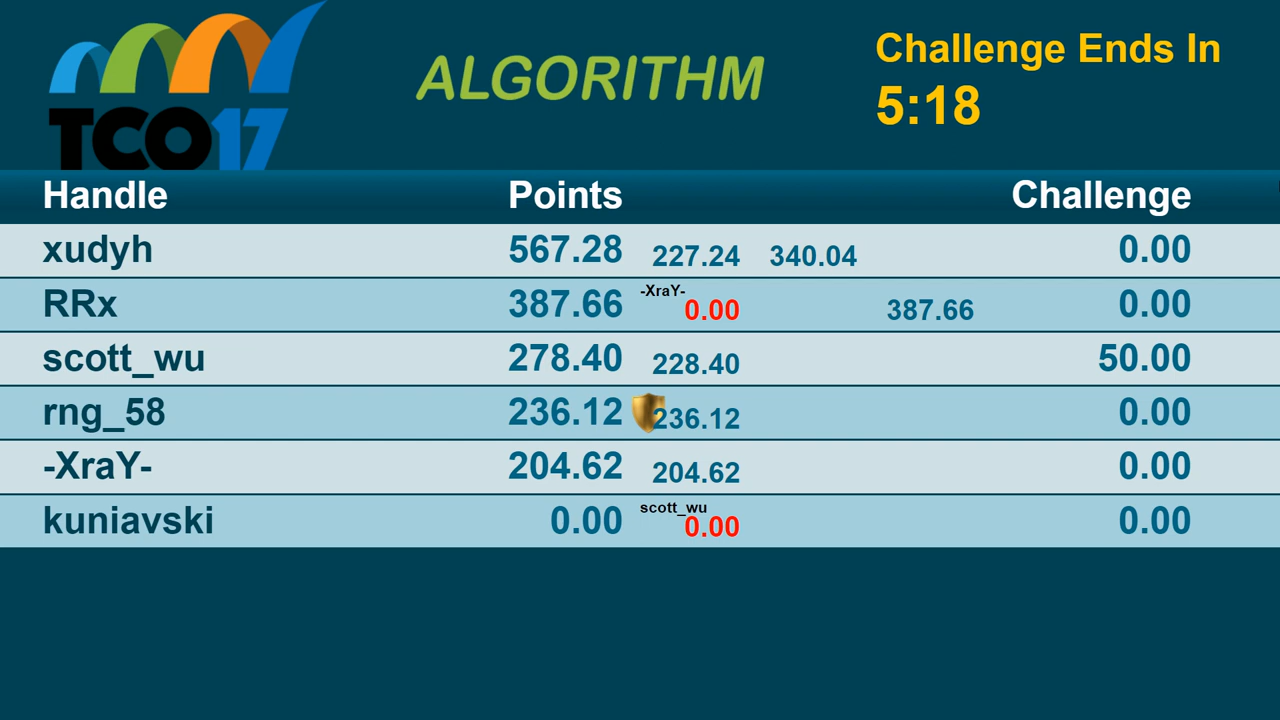 TCO17
ALGORITHM
Challenge Ends In
5:18
Handle Points Challenge
xudyh 567.28 227.24 340.04 0.00
RRx 387.66 -XraY- 0.00 387.66 0.00
scott_wu 278.40 228.40 50.00
rng_58 236.12 236.12 0.00
-XraY- 204.62 204.62 0.00
kuniavski 0.00 scott_wu 0.00 0.00